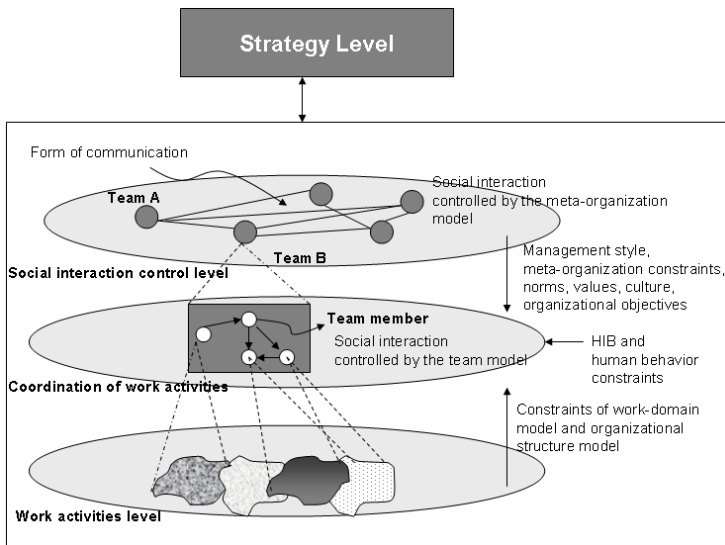 Strategy Level
Form of communication
Team A
Social interaction
controlled by the meta-organization
model
Team B
Social interaction control level
Management style,
meta-organization constraints,
norms, values, culture,
organizational objectives
Team member
Social interaction
controlled by the team model
HIB and
human behavior
constraints
Coordination of work activities
Constraints of work-domain
model and organizational
structure model
Work activities level